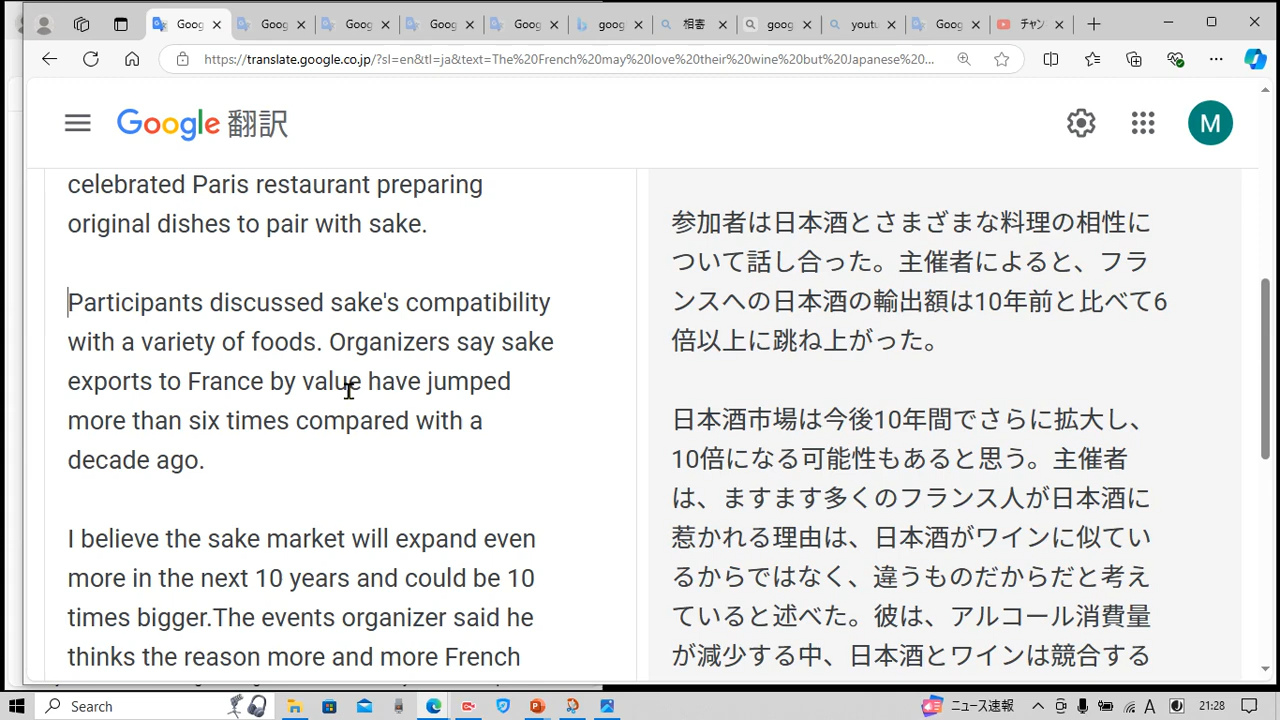 Goog
Goog
Goog
Goog
Goog
goog
相害
goog
youtu
Goog
チャン
https://translate.google.co.jp/?sl=en&tl=ja&text=The%20French%20may%20love%20their%20wine%20but%20Japanese%20...
Google 翻訳
M
celebrated Paris restaurant preparing
original dishes to pair with sake.
Participants discussed sake's compatibility
with a variety of foods. Organizers say sake
exports to France by value have jumped
more than six times compared with a
decade ago.
I believe the sake market will expand even
more in the next 10 years and could be 10
times bigger.The events organizer said he
thinks the reason more and more French
参加者は日本酒とさまざまな料理の相性に
ついて話し合った。主催者によると、フラ
ンスへの日本酒の輸出額は10年前と比べて6
倍以上に跳ね上がった。
日本酒市場は今後10年間でさらに拡大し、
10倍になる可能性もあると思う。主催者
は、ますます多くのフランス人が日本酒に
惹かれる理由は、日本酒がワインに似てい
るからではなく、違うものだからだと考え
ていると述べた。彼は、アルコール消費量
が減少する中、日本酒とワインは競合する
Search
ニュース速報
A
21:28